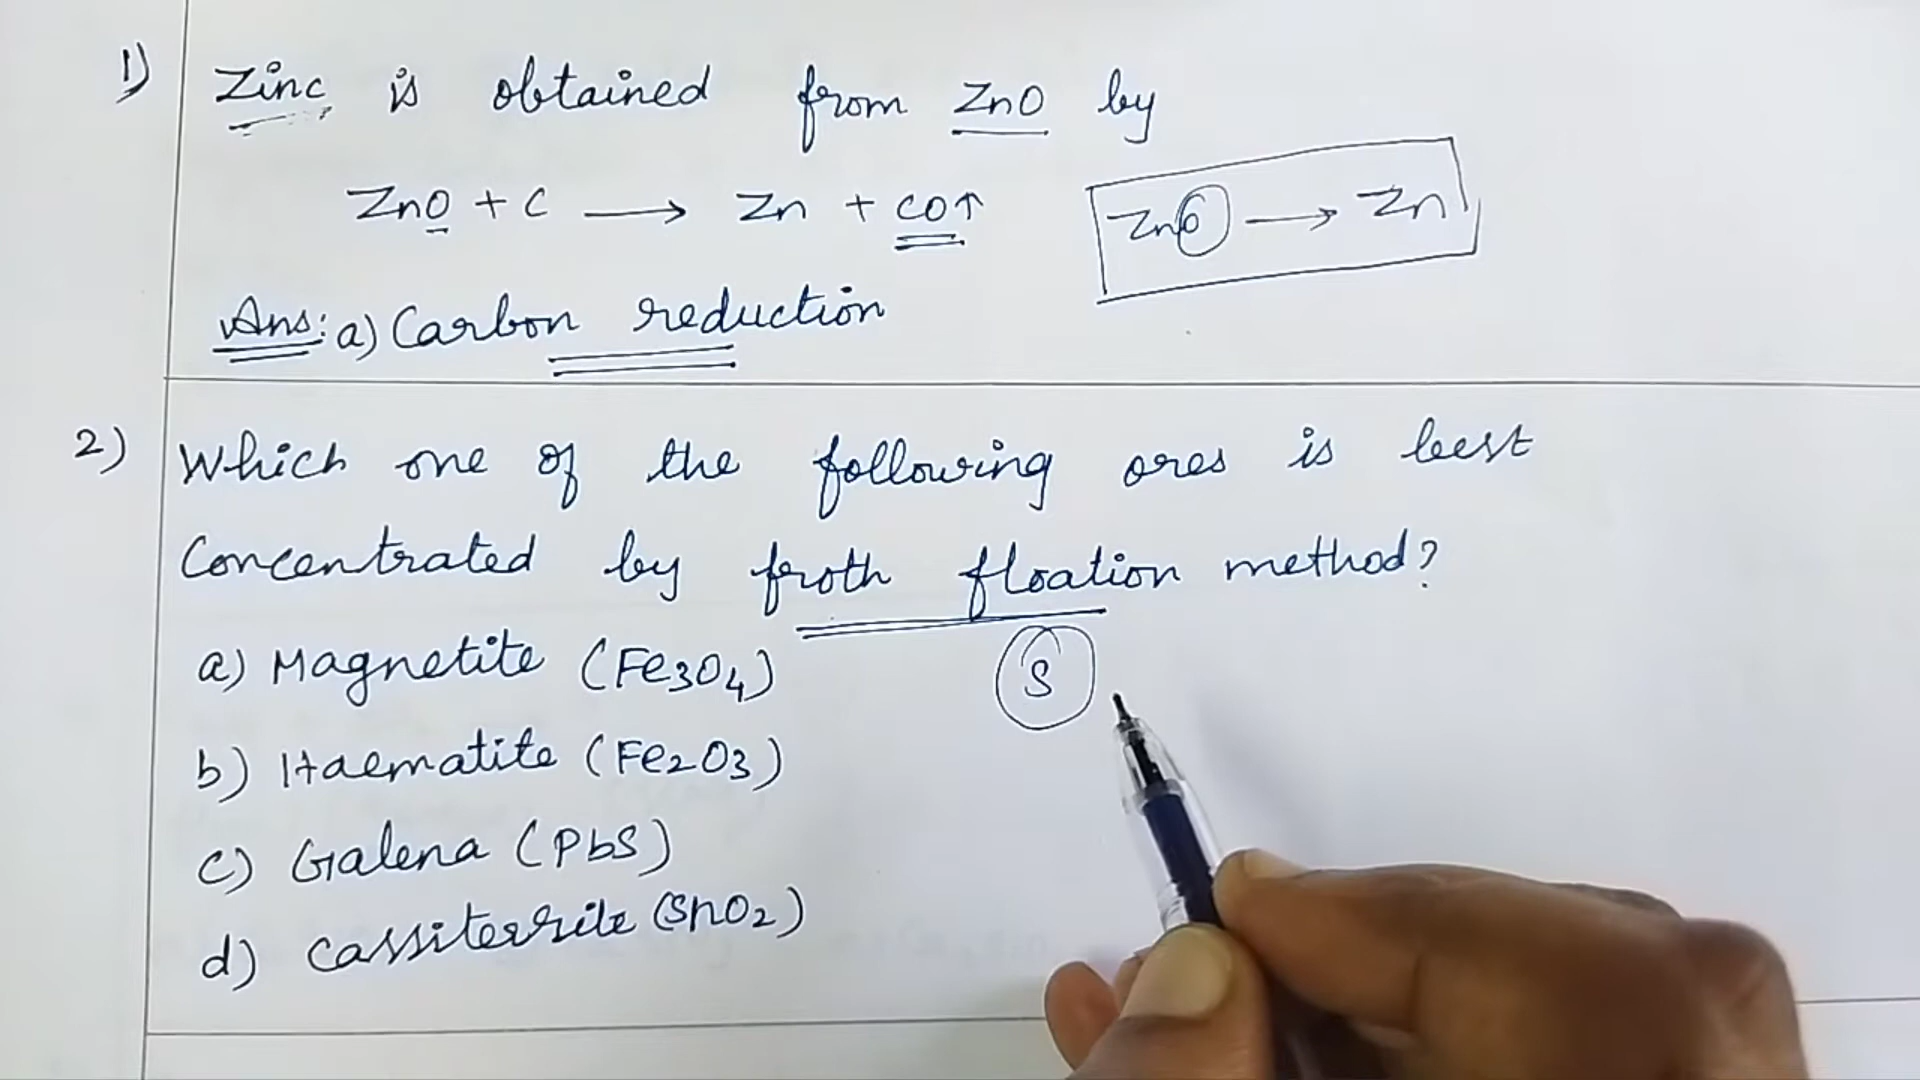 1) Zinc is obtained from ZnO by
ZnO + C → Zn + CO↑
ZnO → Zn
Ans: a) Carbon reduction
2) Which one of the following ores is best
Concentrated by froth floation method?
S
a) Magnetite (Fe3O4)
b) Haematite (Fe2O3)
c) Galena (PbS)
d) Cassiterrite (SnO2)